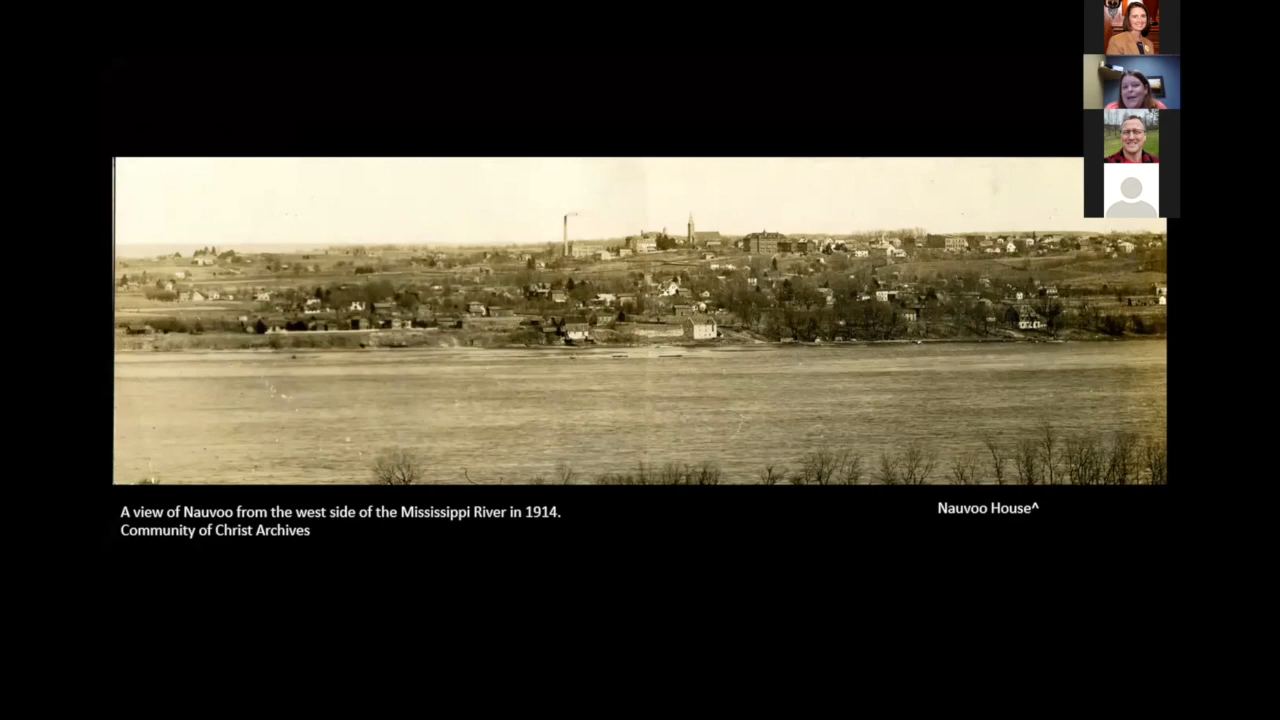 A view of Nauvoo from the west side of the Mississippi River in 1914.
Community of Christ Archives
Nauvoo House^